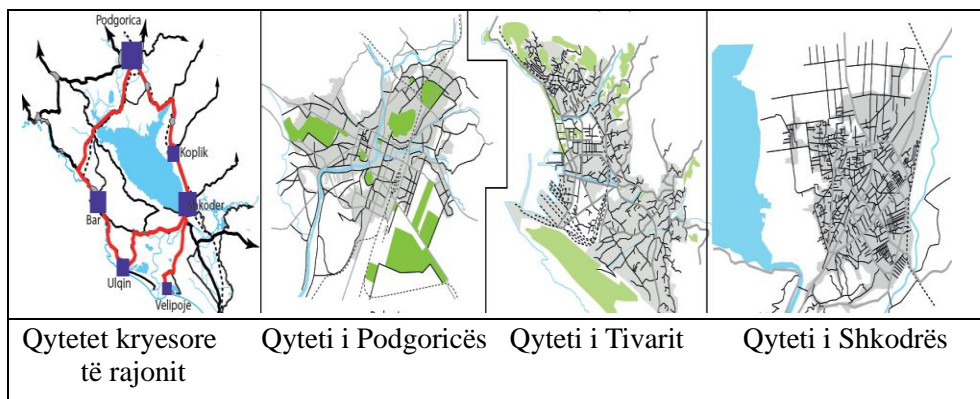 Podgorica
Koplik
Shkoder
Bar
Ulqin
Velipoje
Qytetet kryesore
të rajonit
Qyteti i Podgoricës
Qyteti i Tivarit
Qyteti i Shkodrës